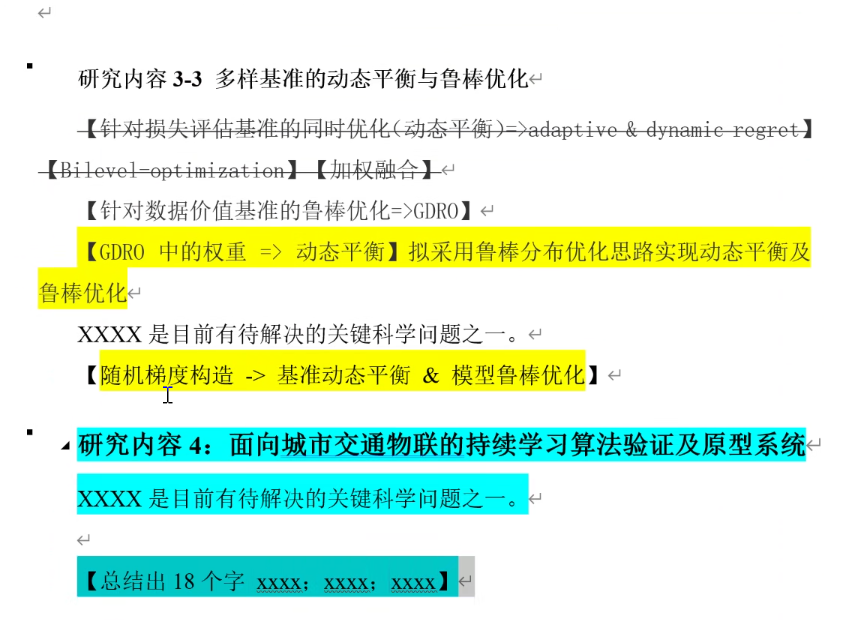 研究内容 3-3 多样基准的动态平衡与鲁棒优化
【针对损失评估基准的同时优化(动态平衡)=>adaptive & dynamic regret】
【Bilevel=optimization】【加权融合】
【针对数据价值基准的鲁棒优化=>GDRO】
【GDRO 中的权重 => 动态平衡】拟采用鲁棒分布优化思路实现动态平衡及
鲁棒优化
XXXX 是目前有待解决的关键科学问题之一。
【随机梯度构造 -> 基准动态平衡 & 模型鲁棒优化】
研究内容 4：面向城市交通物联的持续学习算法验证及原型系统
XXXX 是目前有待解决的关键科学问题之一。
【总结出 18 个字 xxxx；xxxx；xxxx】